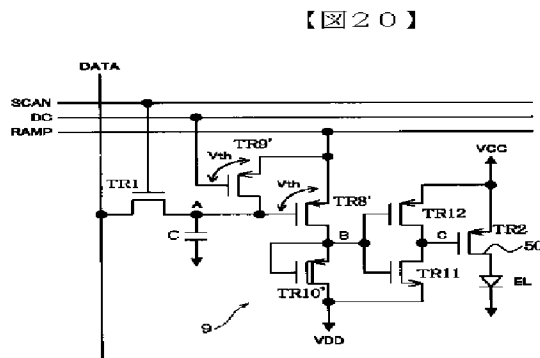 【図２０】
DATA
SCAN
DC
RAMP
TR9'
Vth
VCC
TR1
A
Vth
TR8'
TR12
TR2
C
B
C
50
TR10'
TR11
EL
9
VDD